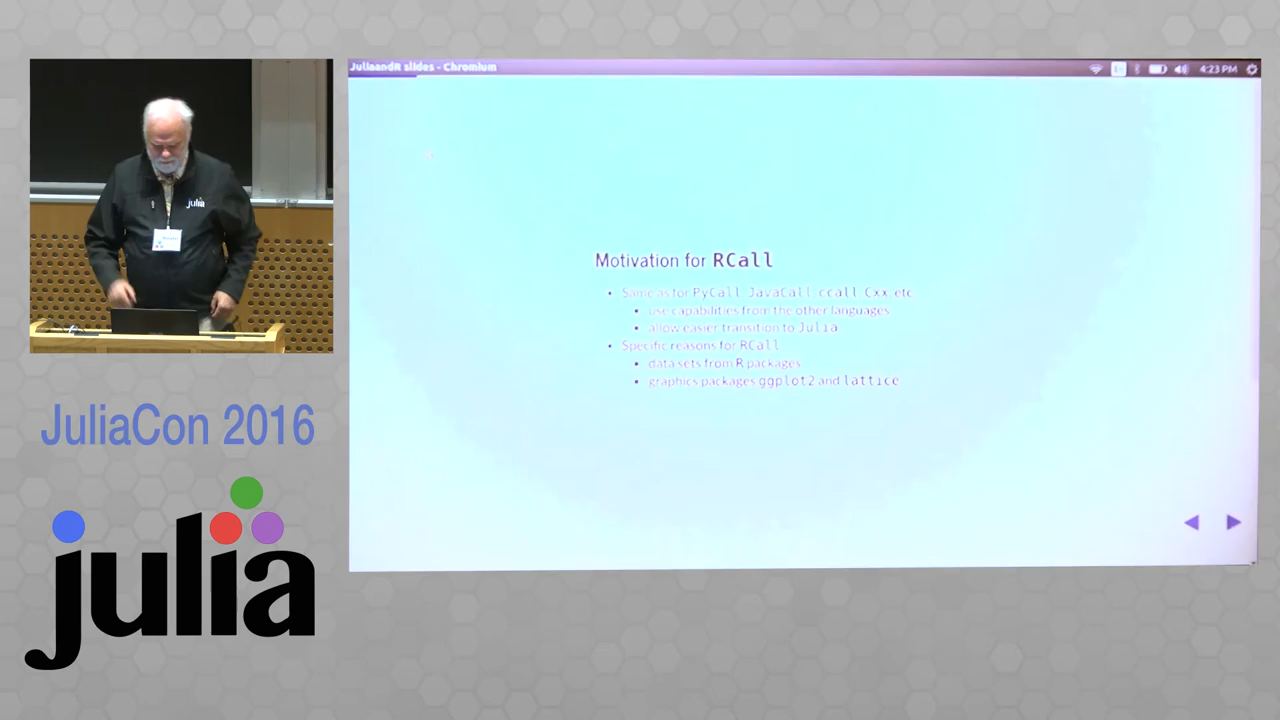 julia
JuliaCon 2016
julia
JuliaandR slides - Chromium
4:23 PM
Motivation for RCall
• Same as for PyCall JavaCall ccall Cxx etc
• use capabilities from the other languages
• allow easier transition to Julia
• Specific reasons for RCall
• data sets from R packages
• graphics packages ggplot2 and lattice